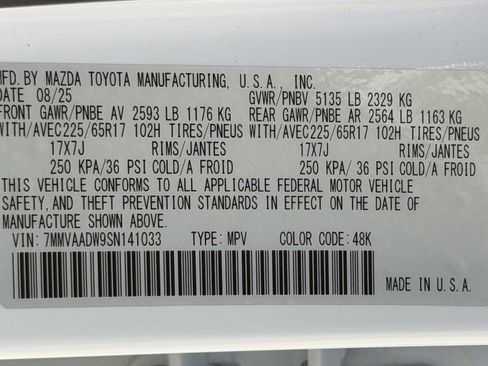 MFD. BY MAZDA TOYOTA MANUFACTURING, U.S.A., INC.
DATE 08/25 GVWR/PNBV 5135 LB 2329 KG
FRONT GAWR/PNBE AV 2593 LB 1176 KG REAR GAWR/PNBE AR 2564 LB 1163 KG
WITH/AVEC225/65R17 102H TIRES/PNEUS WITH/AVEC225/65R17 102H TIRES/PNEUS
17X7J RIMS/JANTES 17X7J RIMS/JANTES
250 KPA/36 PSI COLD/A FROID 250 KPA/36 PSI COLD/A FROID
THIS VEHICLE CONFORMS TO ALL APPLICABLE FEDERAL MOTOR VEHICLE
SAFETY, AND THEFT PREVENTION STANDARDS IN EFFECT ON THE DATE OF
MANUFACTURE SHOWN ABOVE.
VIN: 7MMVAADW9SN141033 TYPE: MPV COLOR CODE: 48K
MADE IN U.S.A.